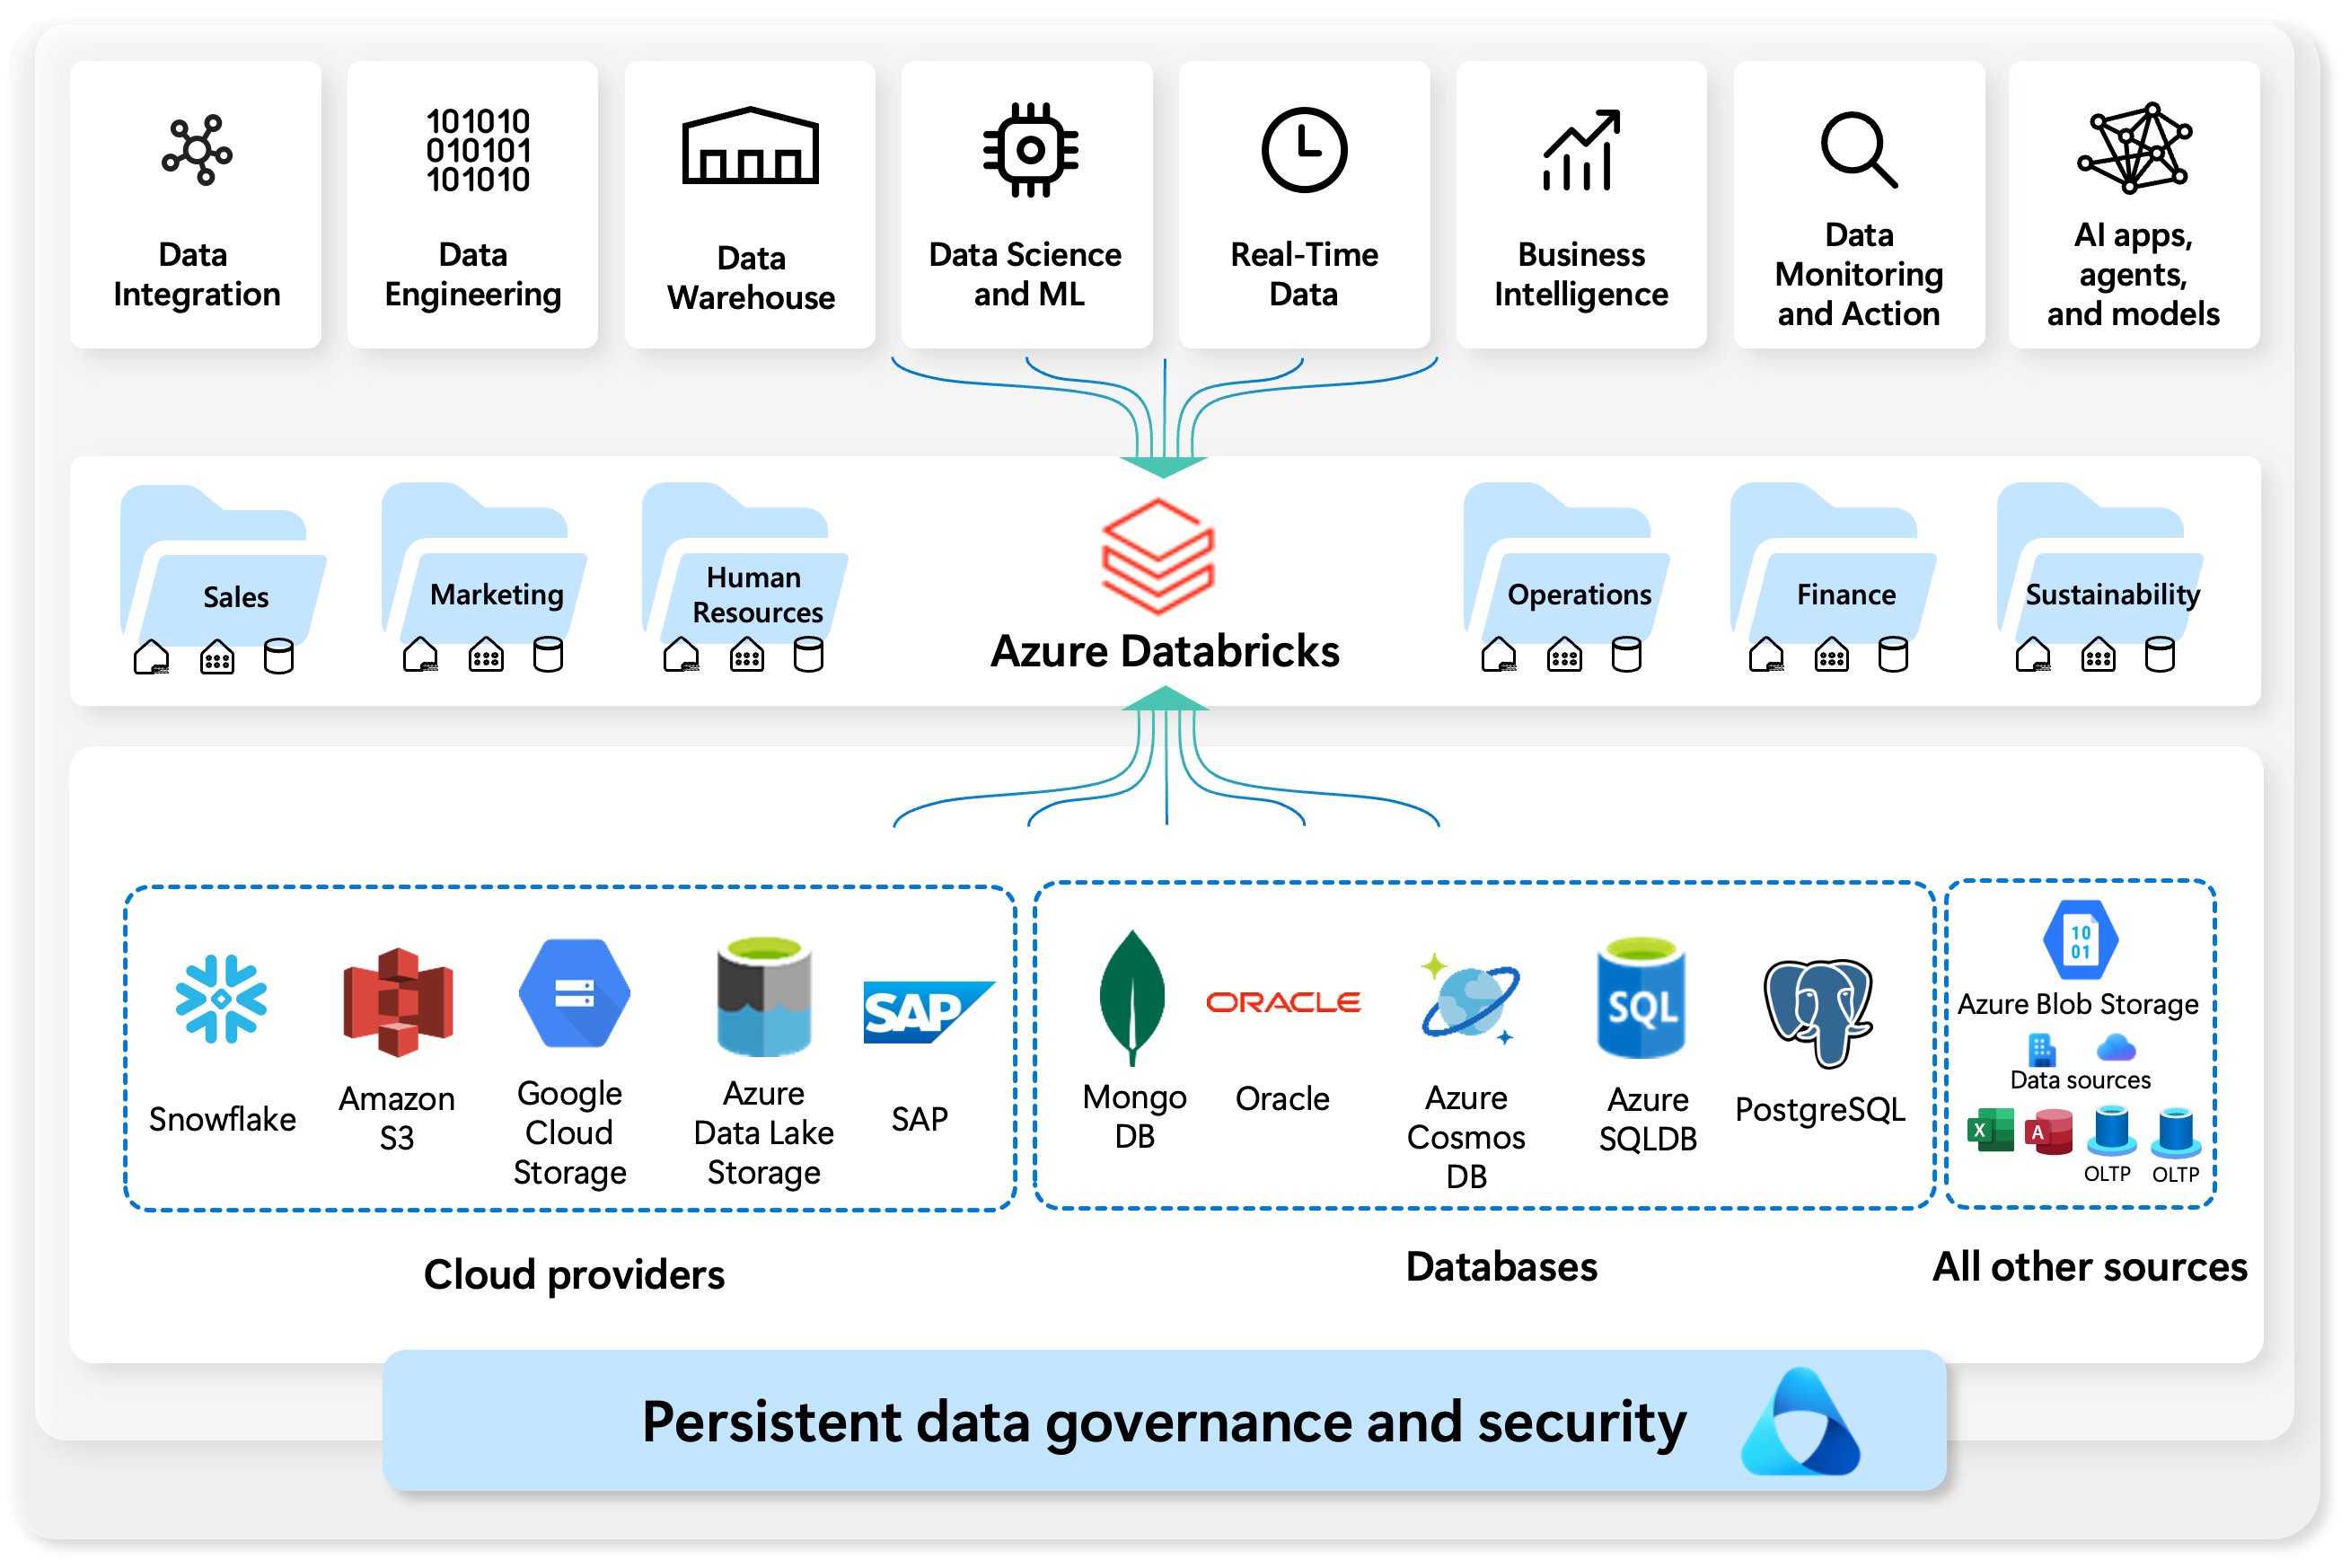 101010
010101
101010
Data
Integration
Data
Engineering
Data
Warehouse
Data Science
and ML
Real-Time
Data
Business
Intelligence
Data
Monitoring
and Action
AI apps,
agents,
and models
Sales
Marketing
Human
Resources
Azure Databricks
Operations
Finance
Sustainability
Snowflake
Amazon
S3
Google
Cloud
Storage
Azure
Data Lake
Storage
SAP
SAP
Cloud providers
Mongo
DB
ORACLE
Oracle
Azure
Cosmos
DB
SQL
Azure
SQLDB
PostgreSQL
Databases
10
01
Azure Blob Storage
Data sources
X
A
OLTP
OLTP
All other sources
Persistent data governance and security